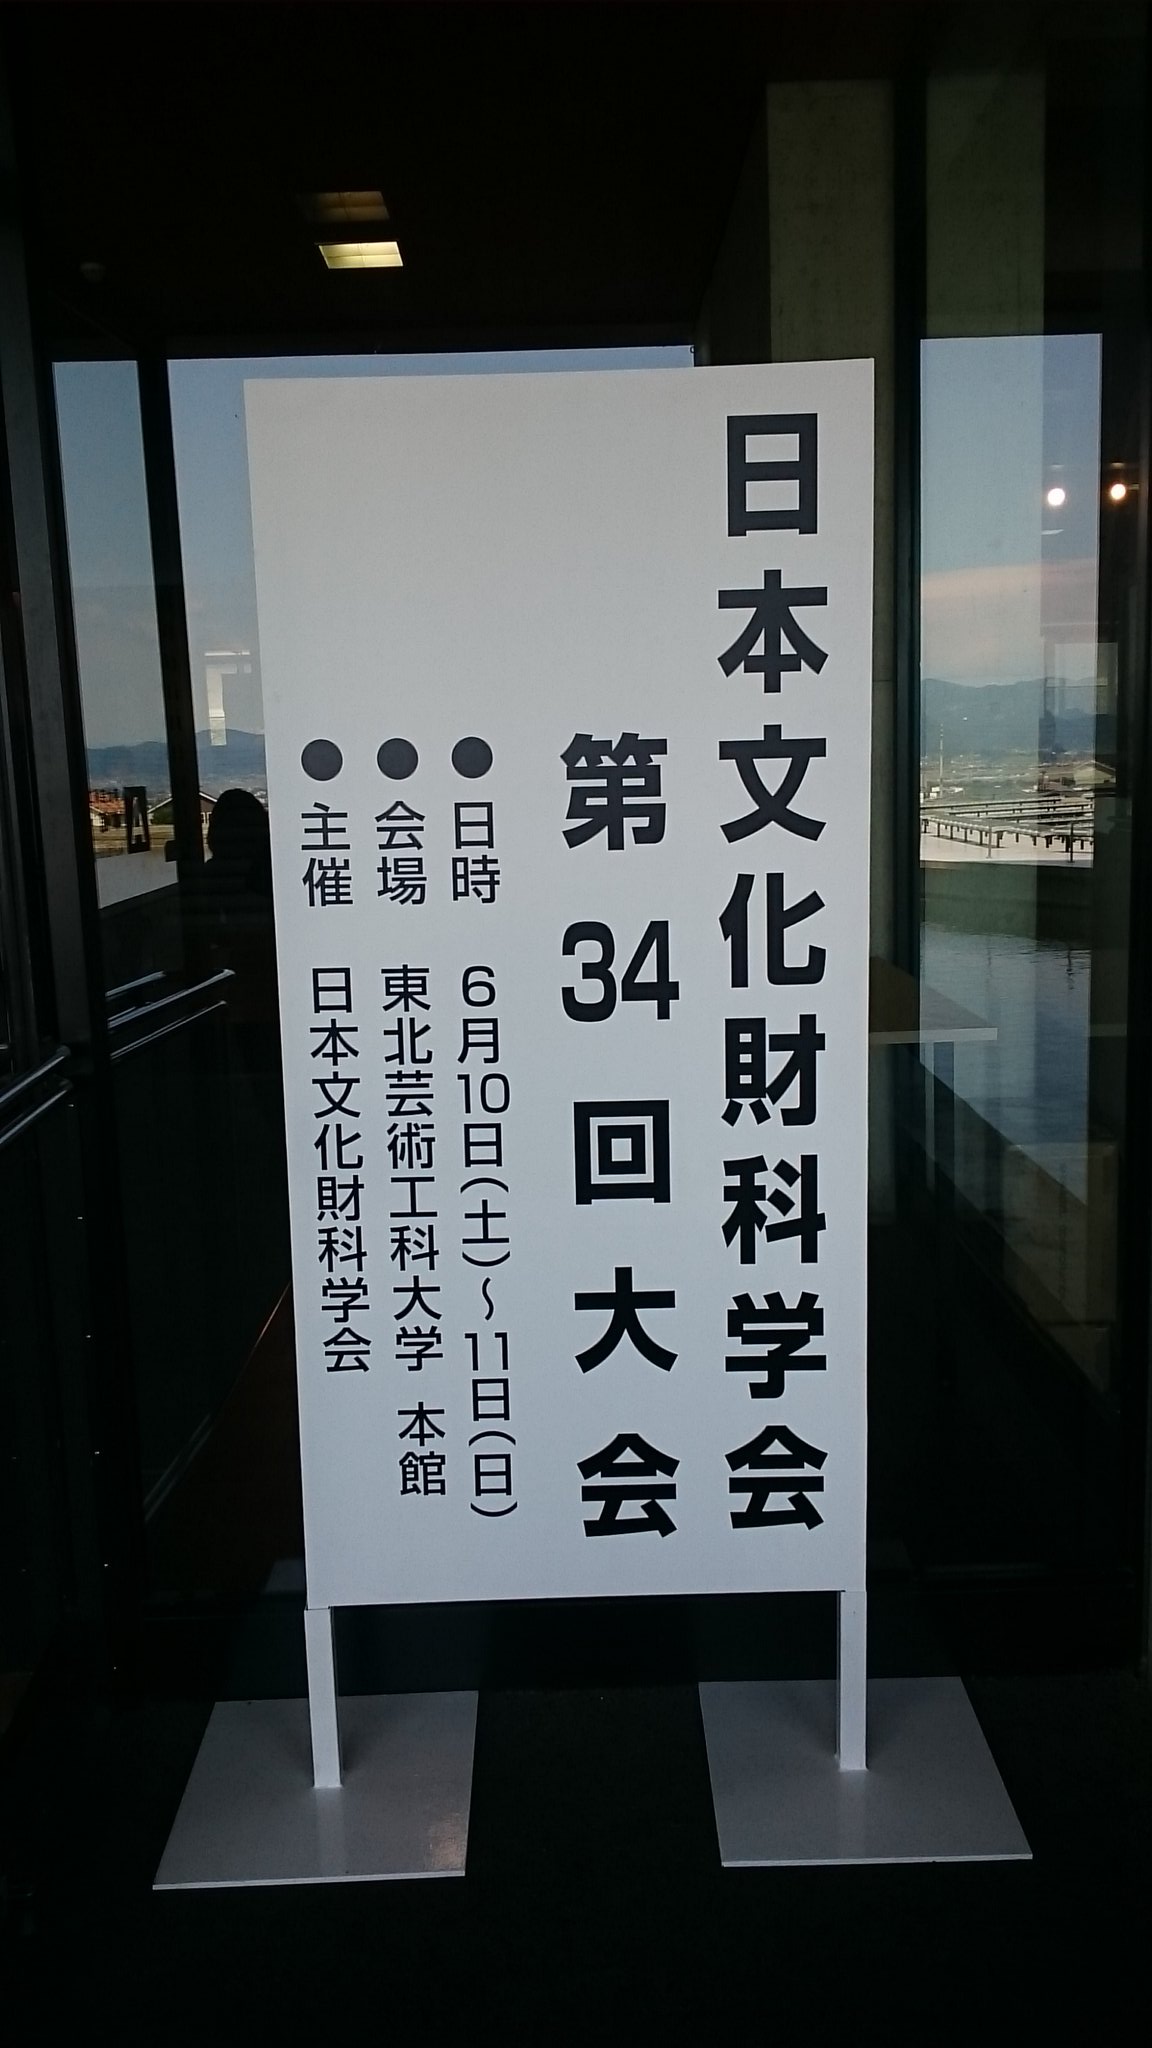 日本文化財科学会
第34回大会
●日時 6月10日(土)～11日(日)
●会場 東北芸術工科大学 本館
●主催 日本文化財科学会